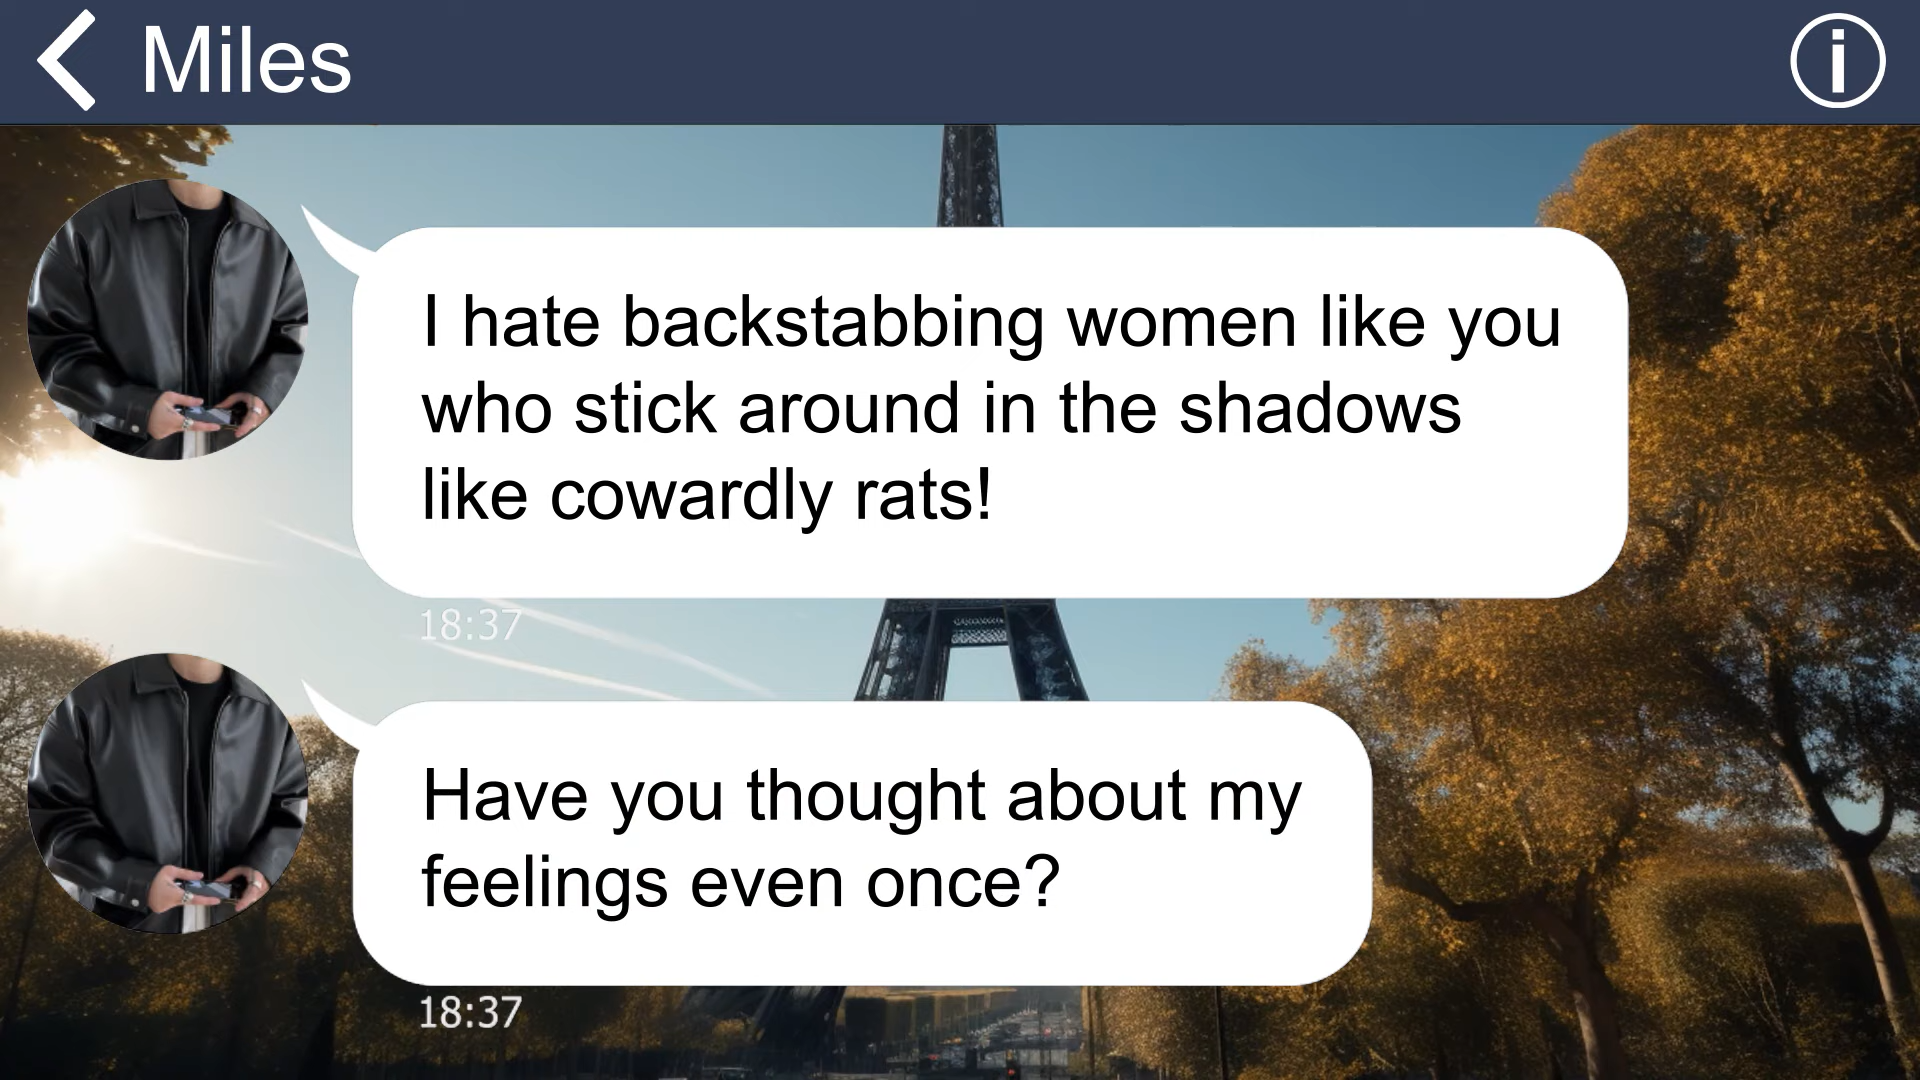 Miles
I hate backstabbing women like you
who stick around in the shadows
like cowardly rats!
18:37
Have you thought about my
feelings even once?
18:37